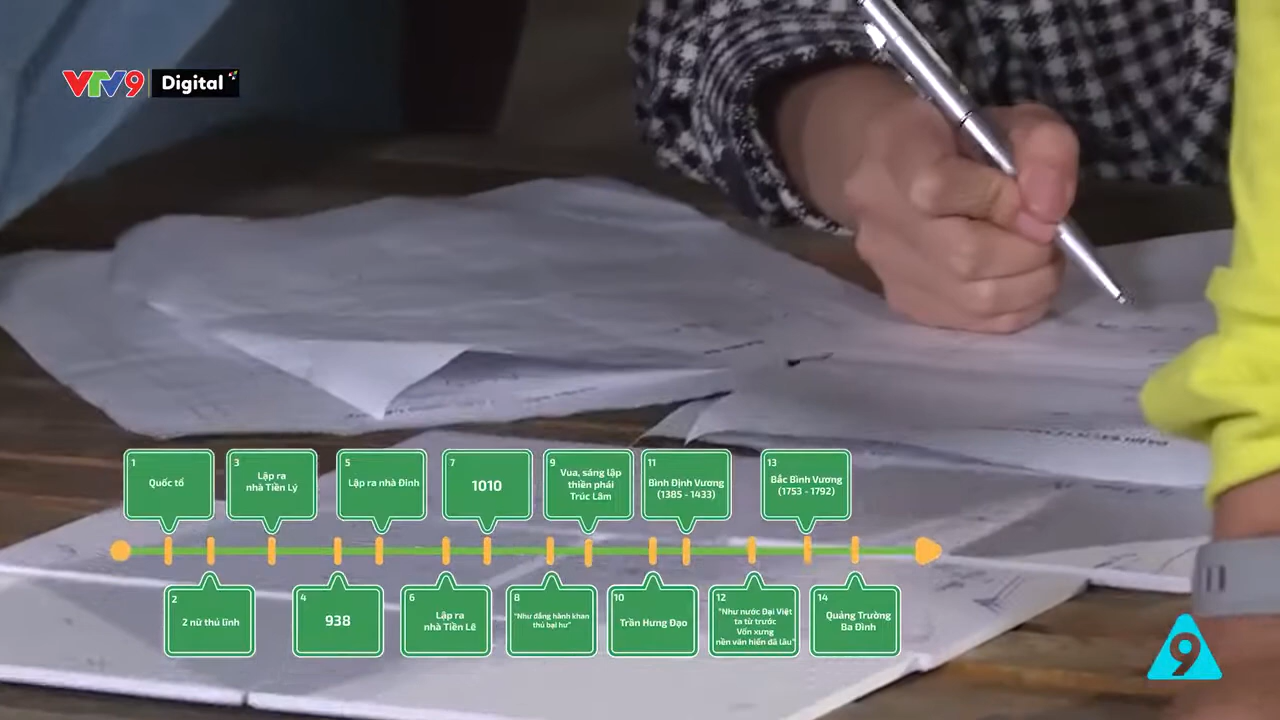 VTV9 Digital
1
Quốc tổ
3
Lập ra
nhà Tiền Lý
5
Lập ra nhà Đinh
7
1010
9
Vua, sáng lập
thiền phái
Trúc Lâm
11
Bình Định Vương
(1385 - 1433)
13
Bắc Bình Vương
(1753 - 1792)
2
2 nữ thủ lĩnh
4
938
6
Lập ra
nhà Tiền Lê
8
"Như đẳng hành khan
thủ bại hư"
10
Trần Hưng Đạo
12
"Như nước Đại Việt
ta từ trước
Vốn xưng
nền văn hiến đã lâu"
14
Quảng Trường
Ba Đình
9